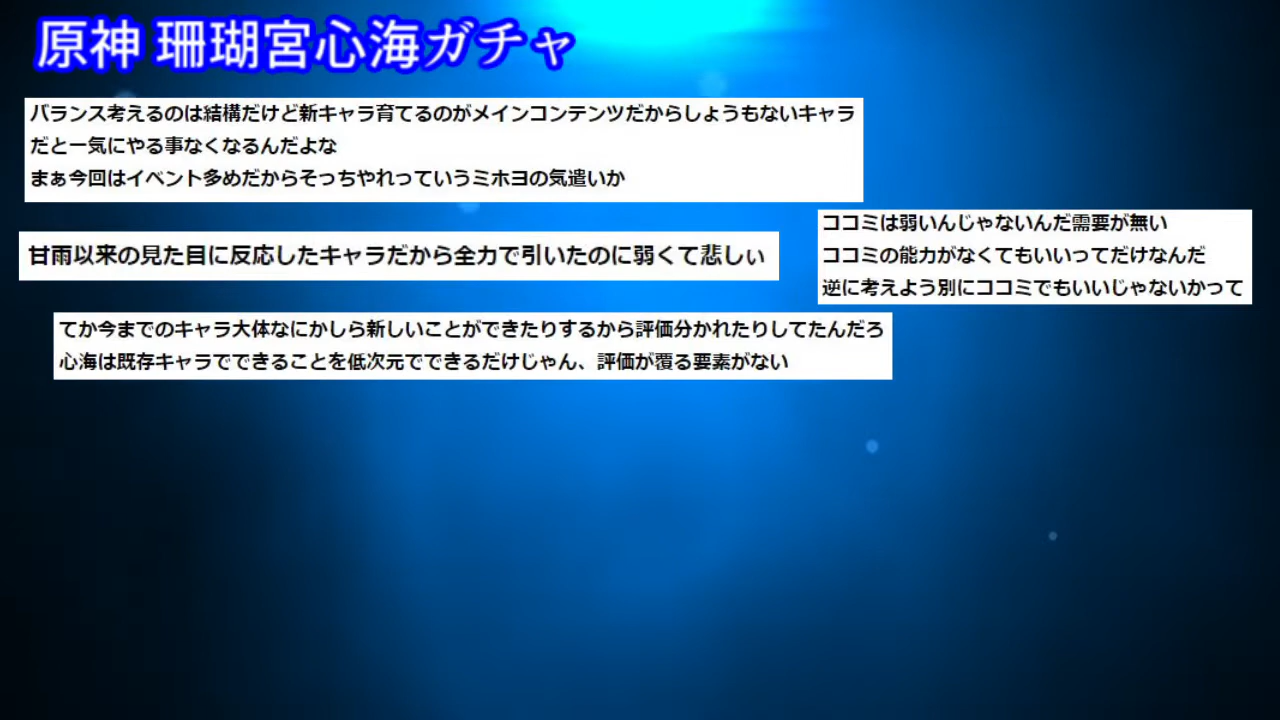 原神 珊瑚宮心海ガチャ
バランス考えるのは結構だけど新キャラ育てるのがメインコンテンツだからしょうもないキャラ
だと一気にやる事なくなるんだよな
まぁ今回はイベント多めだからそっちやれっていうミホヨの気遣いか
ココミは弱いんじゃないんだ需要が無い
ココミの能力がなくてもいいってだけなんだ
逆に考えよう別にココミでもいいじゃないかって
甘雨以来の見た目に反応したキャラだから全力で引いたのに弱くて悲しぃ
てか今までのキャラ大体なにかしら新しいことができたりするから評価分かれたりしてたんだろ
心海は既存キャラでできることを低次元でできるだけじゃん、評価が覆る要素がない